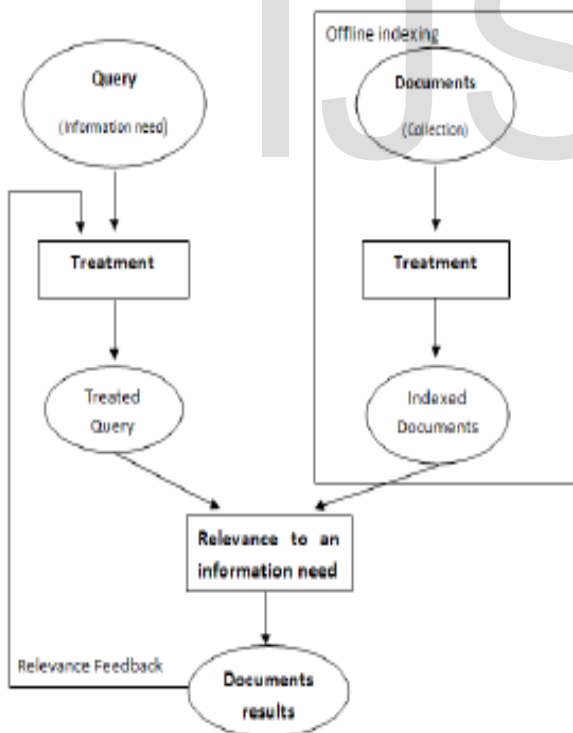 IJS
Offline indexing
Query
(Information need)
Documents
(Collection)
Treatment
Treatment
Treated
Query
Indexed
Documents
Relevance to an
information need
Relevance Feedback
Documents
results